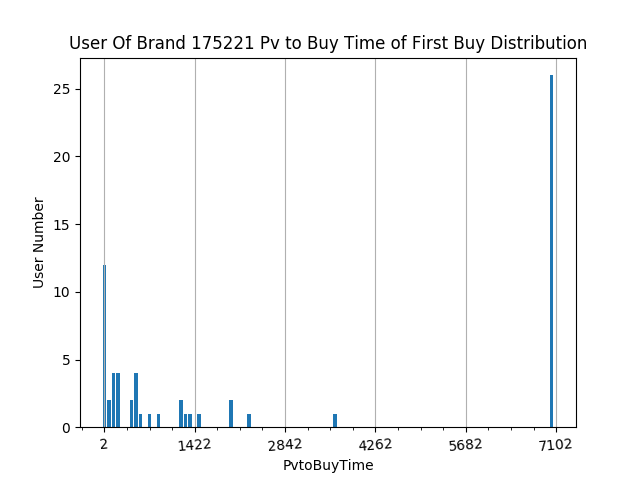 User Of Brand 175221 Pv to Buy Time of First Buy Distribution
25
20
15
10
5
0
User Number
2 1422 2842 4262 5682 7102
PvtoBuyTime